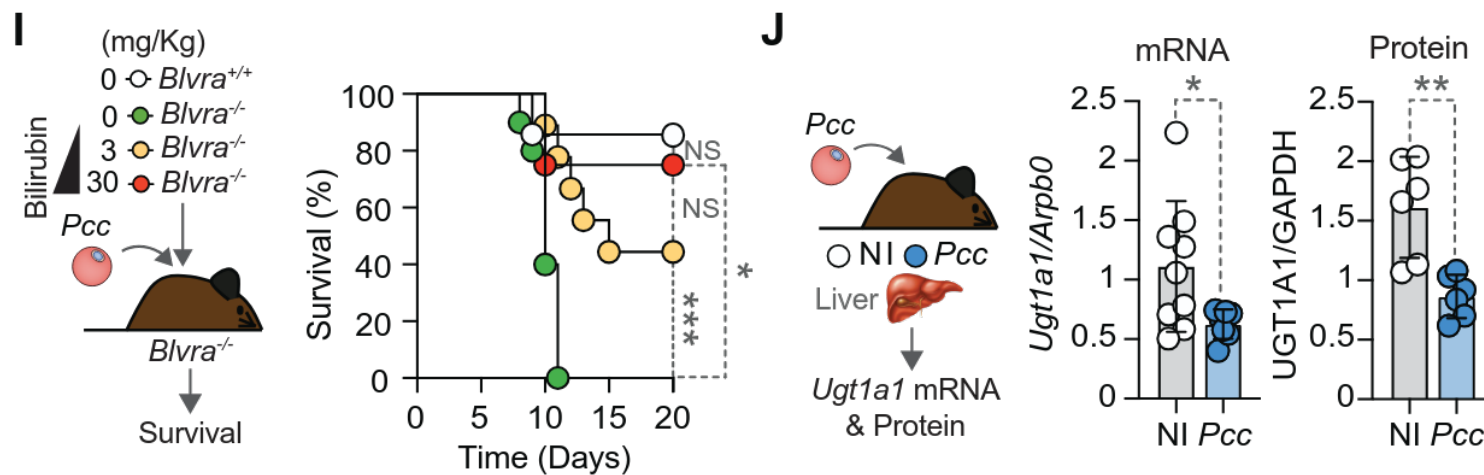 I
(mg/Kg)
0 Blvra+/+
0 Blvra-/-
3 Blvra-/-
30 Blvra-/-
Bilirubin
Pcc
Blvra-/-
Survival
Survival (%)
100
80
60
40
20
0
0 5 10 15 20
Time (Days)
NS
NS
***
*
J
Pcc
NI Pcc
Liver
Ugt1a1 mRNA
& Protein
mRNA
*
Ugt1a1/Arpb0
2.5
2
1.5
1
0.5
0
NI Pcc
Protein
**
UGT1A1/GAPDH
2.5
2
1.5
1
0.5
0
NI Pcc